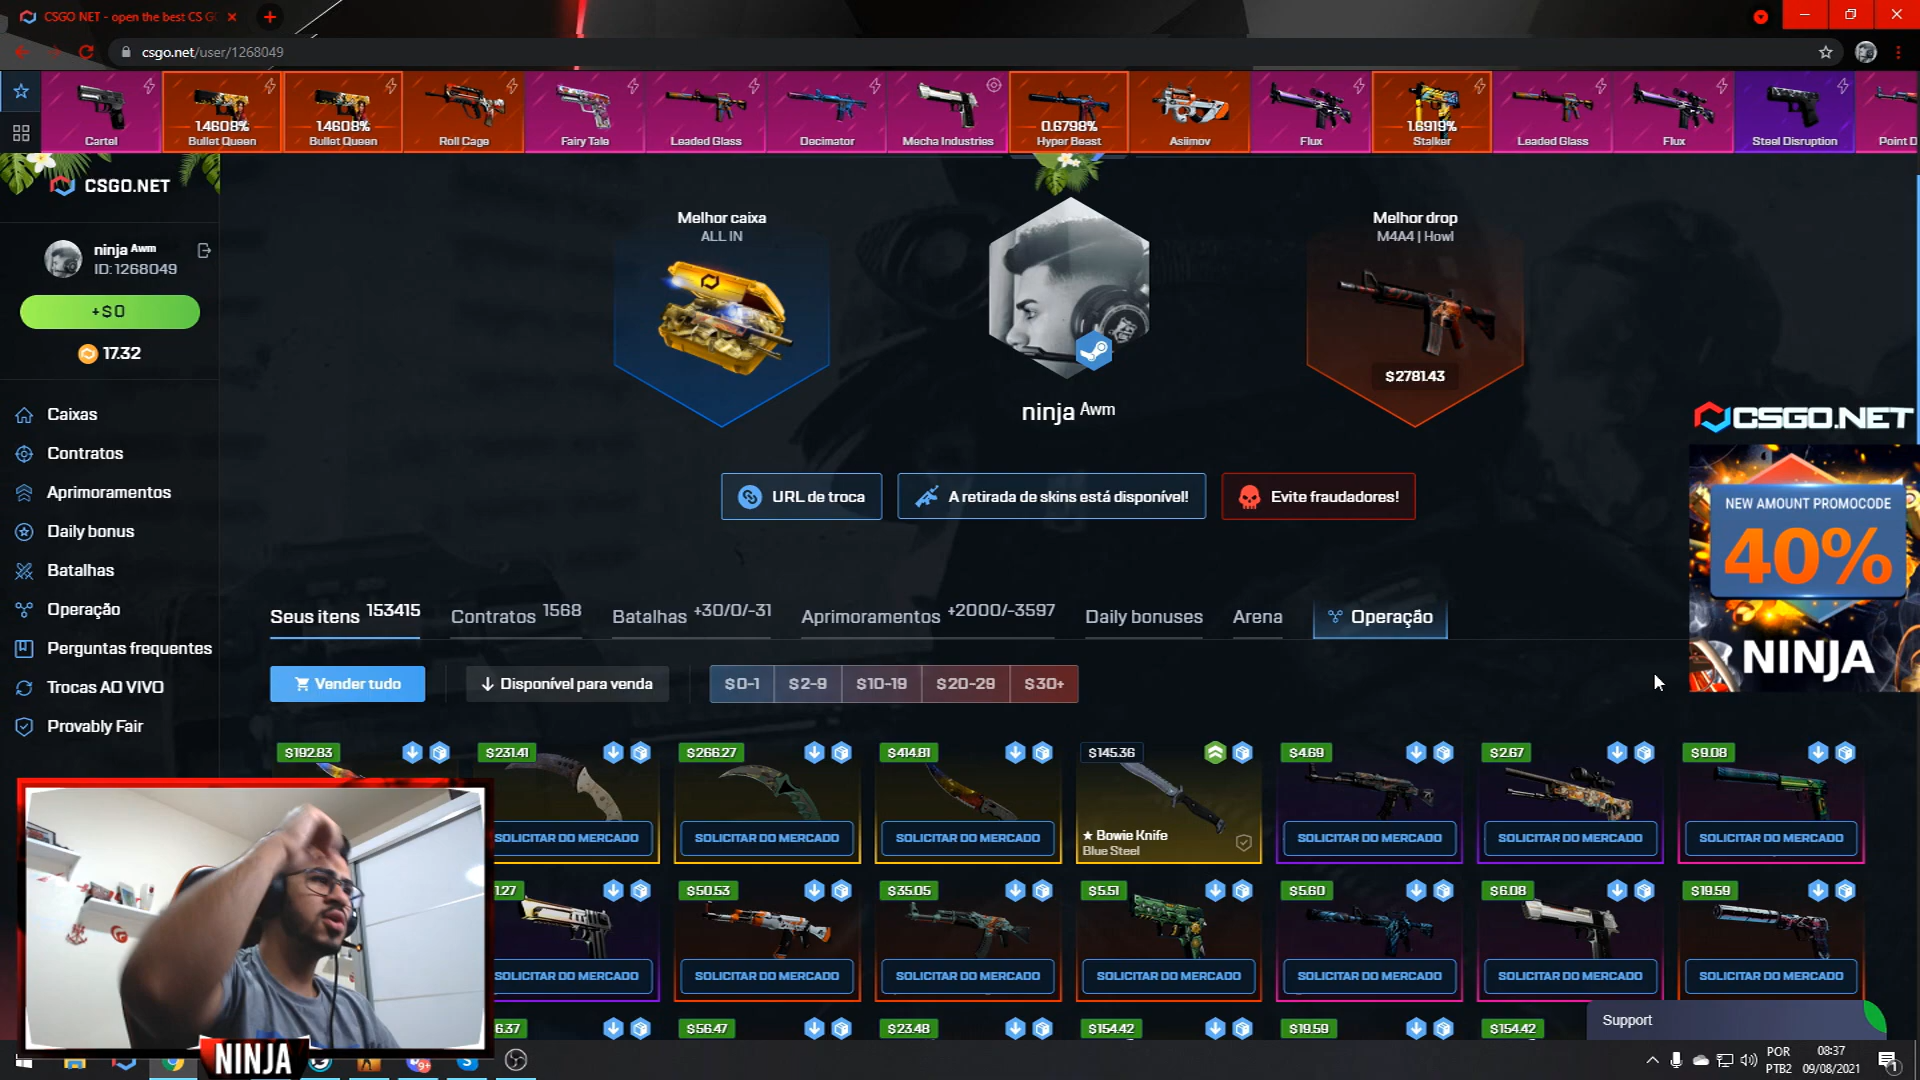 CSGO NET - open the best CS G
csgo.net/user/1268049
Cartel
1.4608%
Bullet Queen
1.4608%
Bullet Queen
Roll Cage
Fairy Tale
Leaded Glass
Decimator
Mecha Industries
0.6798%
Hyper Beast
Asiimov
Flux
1.6919%
Stalker
Leaded Glass
Flux
Steel Disruption
Point D
CSGO.NET
ninja Awm
ID: 1268049
+$0
17.32
Caixas
Contratos
Aprimoramentos
Daily bonus
Batalhas
Operação
Perguntas frequentes
Trocas AO VIVO
Provably Fair
Melhor caixa
ALL IN
ninja Awm
Melhor drop
M4A4 | Howl
$2781.43
URL de troca
A retirada de skins está disponível!
Evite fraudadores!
CSGO.NET
NEW AMOUNT PROMOCODE
40%
NINJA
Seus itens 153415
Contratos 1568
Batalhas +30/0/-31
Aprimoramentos +2000/-3597
Daily bonuses
Arena
Operação
Vender tudo
Disponível para venda
$0-1
$2-9
$10-19
$20-29
$30+
$192.83
$231.41
$266.27
$414.81
$145.36
$4.69
$2.67
$9.08
SOLICITAR DO MERCADO
SOLICITAR DO MERCADO
SOLICITAR DO MERCADO
★ Bowie Knife
Blue Steel
SOLICITAR DO MERCADO
SOLICITAR DO MERCADO
SOLICITAR DO MERCADO
1.27
$50.53
$35.05
$5.51
$5.60
$6.08
$19.59
SOLICITAR DO MERCADO
SOLICITAR DO MERCADO
SOLICITAR DO MERCADO
SOLICITAR DO MERCADO
SOLICITAR DO MERCADO
SOLICITAR DO MERCADO
SOLICITAR DO MERCADO
6.37
$56.47
$23.48
$154.42
$19.59
$154.42
Support
NINJA
9+
POR
PTB2
08:37
09/08/2021
1